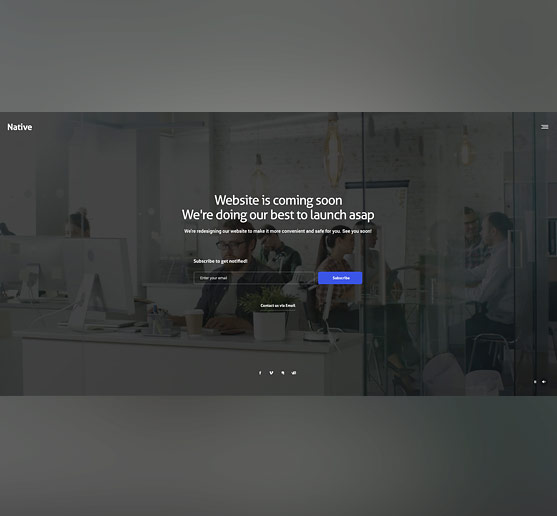 Native
Website is coming soon
We're doing our best to launch asap
We're redesigning our website to make it more convenient and safe for you. See you soon!
Subscribe to get notified!
Enter your email
Subscribe
Contact us via Email